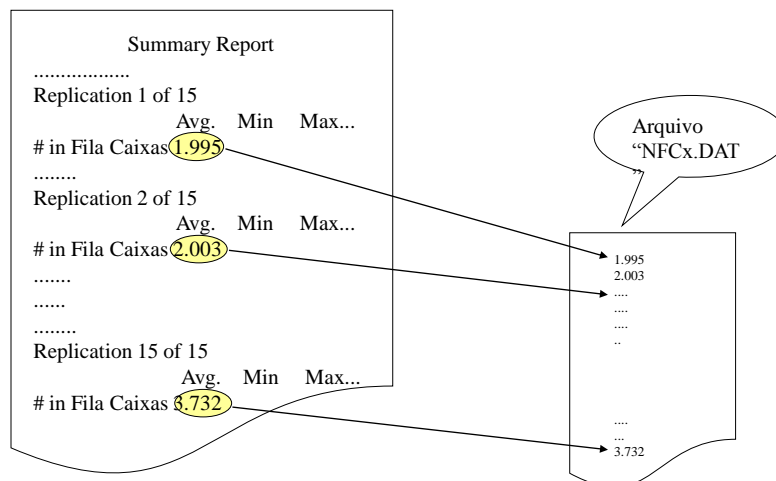 Summary Report
..................
Replication 1 of 15
Avg. Min Max...
# in Fila Caixas 1.995
........
Replication 2 of 15
Avg. Min Max...
# in Fila Caixas 2.003
.......
......
........
Replication 15 of 15
Avg. Min Max...
# in Fila Caixas 3.732
Arquivo
“NFCx.DAT
”
1.995
2.003
....
....
....
..
....
...
3.732